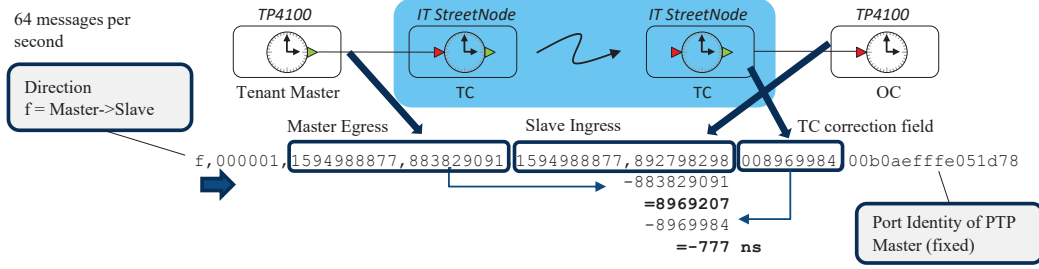 64 messages per
second
TP4100
IT StreetNode
IT StreetNode
TP4100
Tenant Master
TC
TC
OC
Direction
f = Master->Slave
Master Egress
Slave Ingress
TC correction field
f,000001,1594988877,883829091,1594988877,892798298,008969984,00b0aefffe051d78
-883829091
=8969207
-8969984
=-777 ns
Port Identity of PTP
Master (fixed)